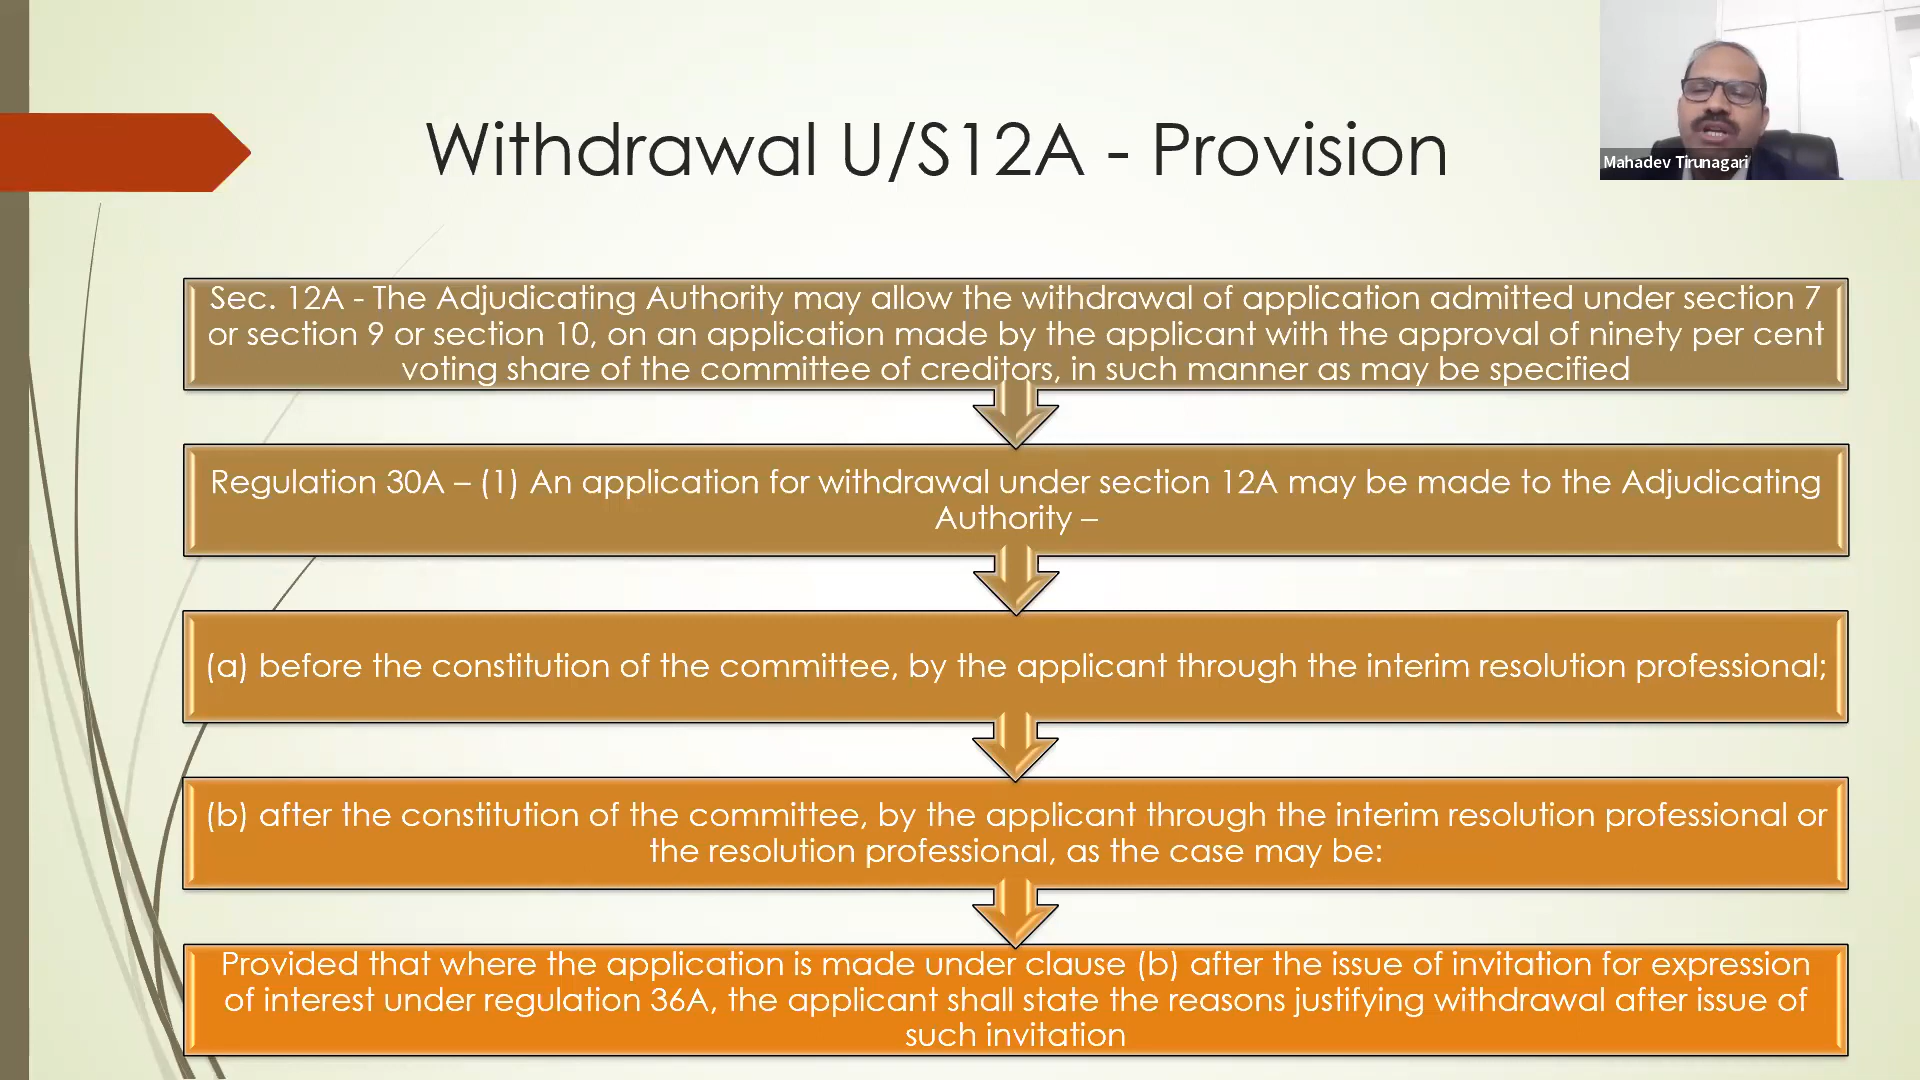 Withdrawal U/S12A - Provision
Mahadev Tirunagari
Sec. 12A - The Adjudicating Authority may allow the withdrawal of application admitted under section 7
or section 9 or section 10, on an application made by the applicant with the approval of ninety per cent
voting share of the committee of creditors, in such manner as may be specified
Regulation 30A – (1) An application for withdrawal under section 12A may be made to the Adjudicating
Authority –
(a) before the constitution of the committee, by the applicant through the interim resolution professional;
(b) after the constitution of the committee, by the applicant through the interim resolution professional or
the resolution professional, as the case may be:
Provided that where the application is made under clause (b) after the issue of invitation for expression
of interest under regulation 36A, the applicant shall state the reasons justifying withdrawal after issue of
such invitation